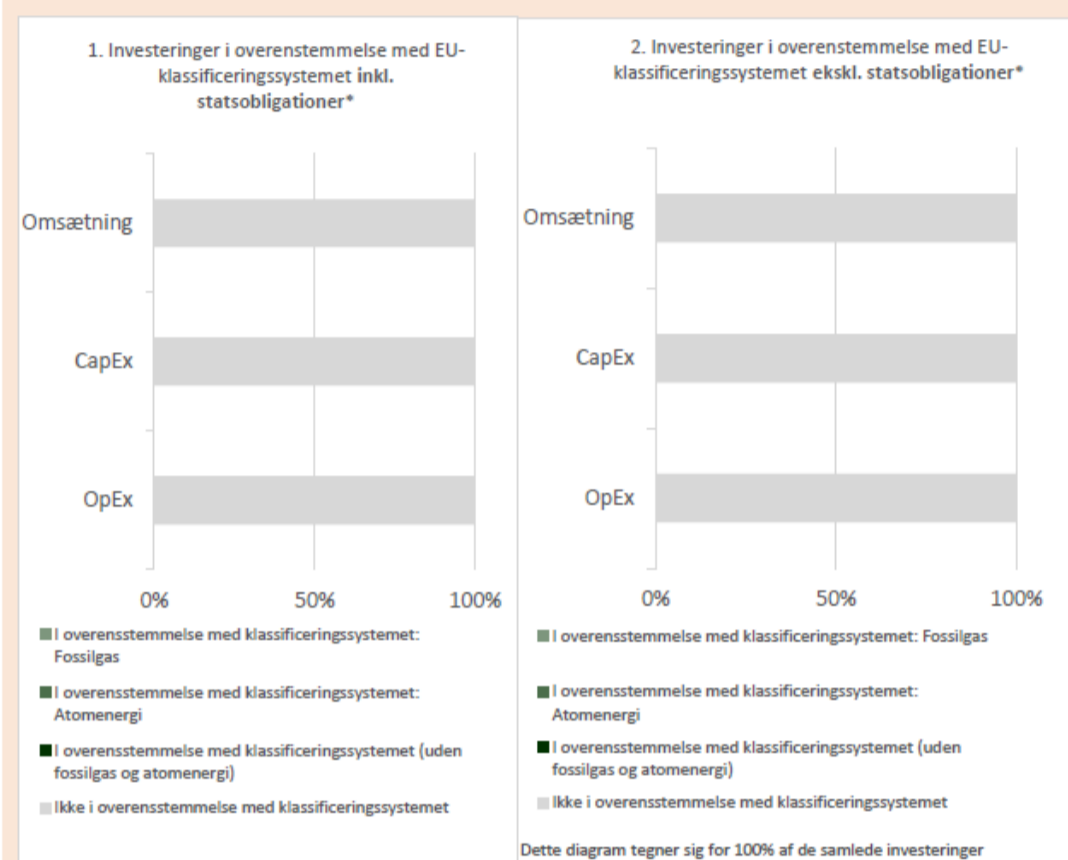 1. Investeringer i overenstemmelse med EU-
klassificeringssystemet inkl.
statsobligationer*
Omsætning
CapEx
OpEx
0% 50% 100%
I overensstemmelse med klassificeringssystemet:
Fossilgas
I overensstemmelse med klassificeringssystemet:
Atomenergi
I overensstemmelse med klassificeringssystemet (uden
fossilgas og atomenergi)
Ikke i overensstemmelse med klassificeringssystemet
2. Investeringer i overenstemmelse med EU-
klassificeringssystemet ekskl. statsobligationer*
Omsætning
CapEx
OpEx
0% 50% 100%
I overensstemmelse med klassificeringssystemet: Fossilgas
I overensstemmelse med klassificeringssystemet:
Atomenergi
I overensstemmelse med klassificeringssystemet (uden
fossilgas og atomenergi)
Ikke i overensstemmelse med klassificeringssystemet
Dette diagram tegner sig for 100% af de samlede investeringer